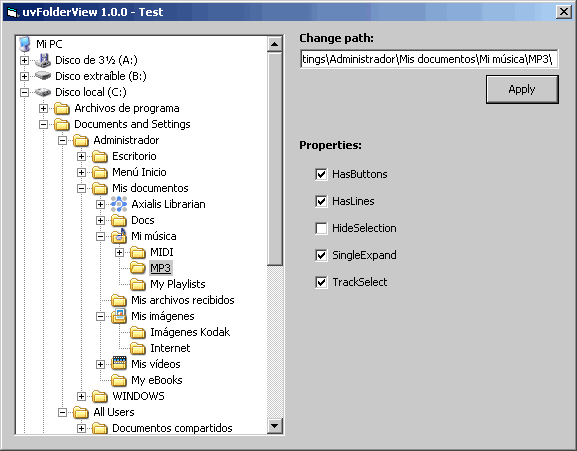 uvFolderView 1.0.0 - Test
Mi PC
Disco de 3½ (A:)
Disco extraíble (B:)
Disco local (C:)
Archivos de programa
Documents and Settings
Administrador
Escritorio
Menú Inicio
Mis documentos
Axialis Librarian
Docs
Mi música
MIDI
MP3
My Playlists
Mis archivos recibidos
Mis imágenes
Imágenes Kodak
Internet
Mis vídeos
My eBooks
WINDOWS
All Users
Documentos compartidos
Change path:
tings\Administrador\Mis documentos\Mi música\MP3\
Apply
Properties:
HasButtons
HasLines
HideSelection
SingleExpand
TrackSelect